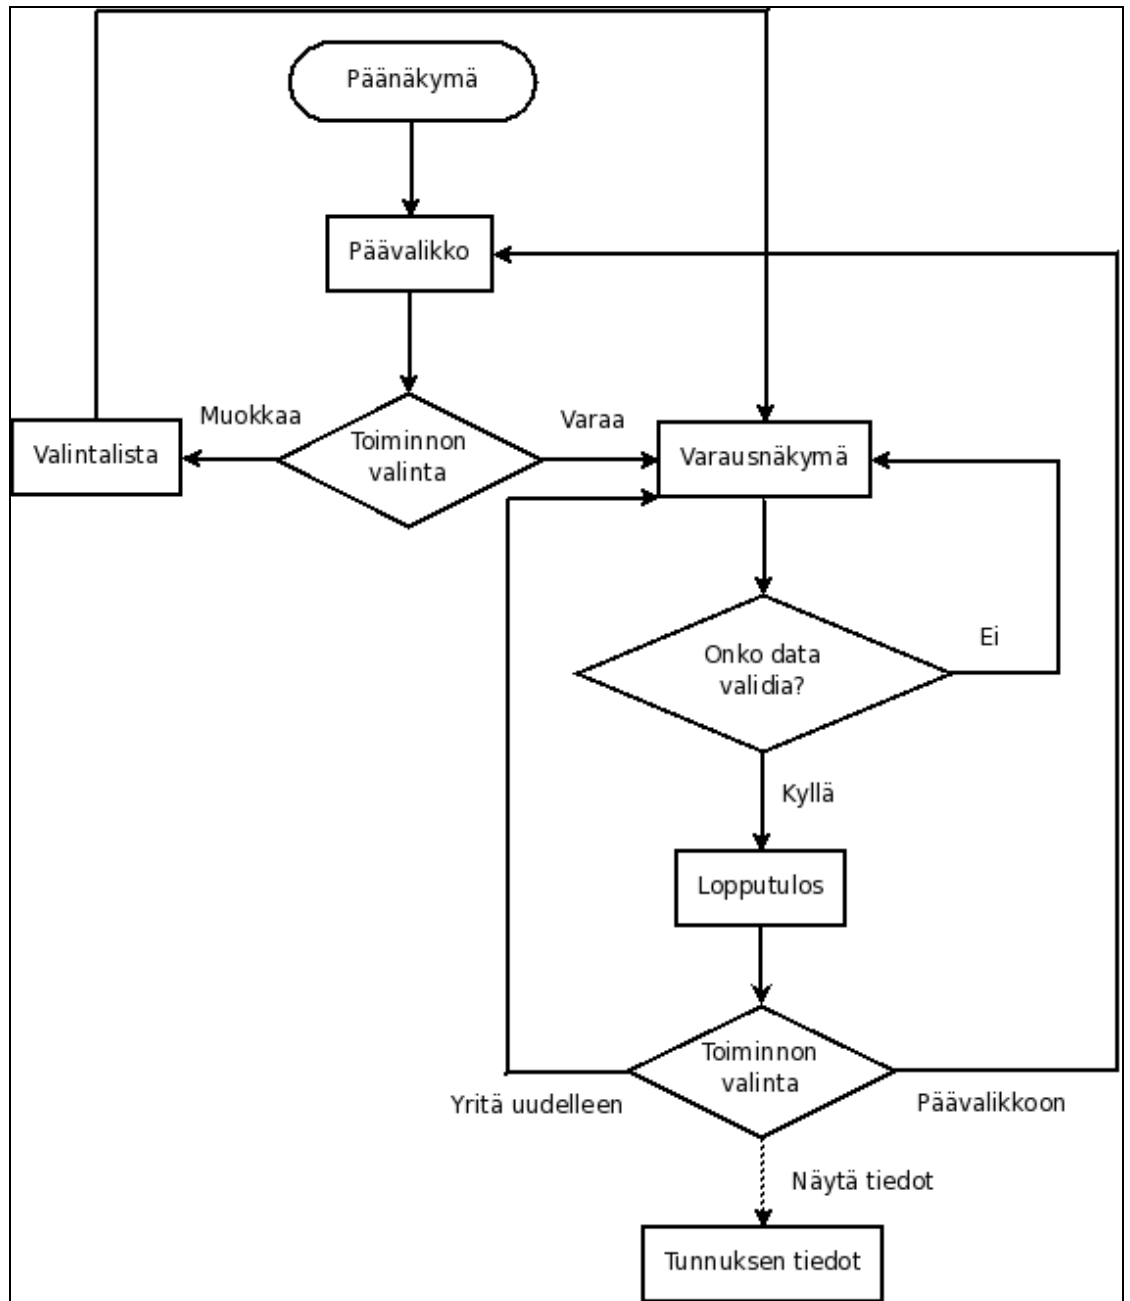 Päänäkymä
Päävalikko
Muokkaa
Toiminnon
valinta
Varaa
Valintalista
Varausnäkymä
Onko data
validia?
Ei
Kyllä
Lopputulos
Toiminnon
valinta
Yritä uudelleen
Päävalikkoon
Näytä tiedot
Tunnuksen tiedot